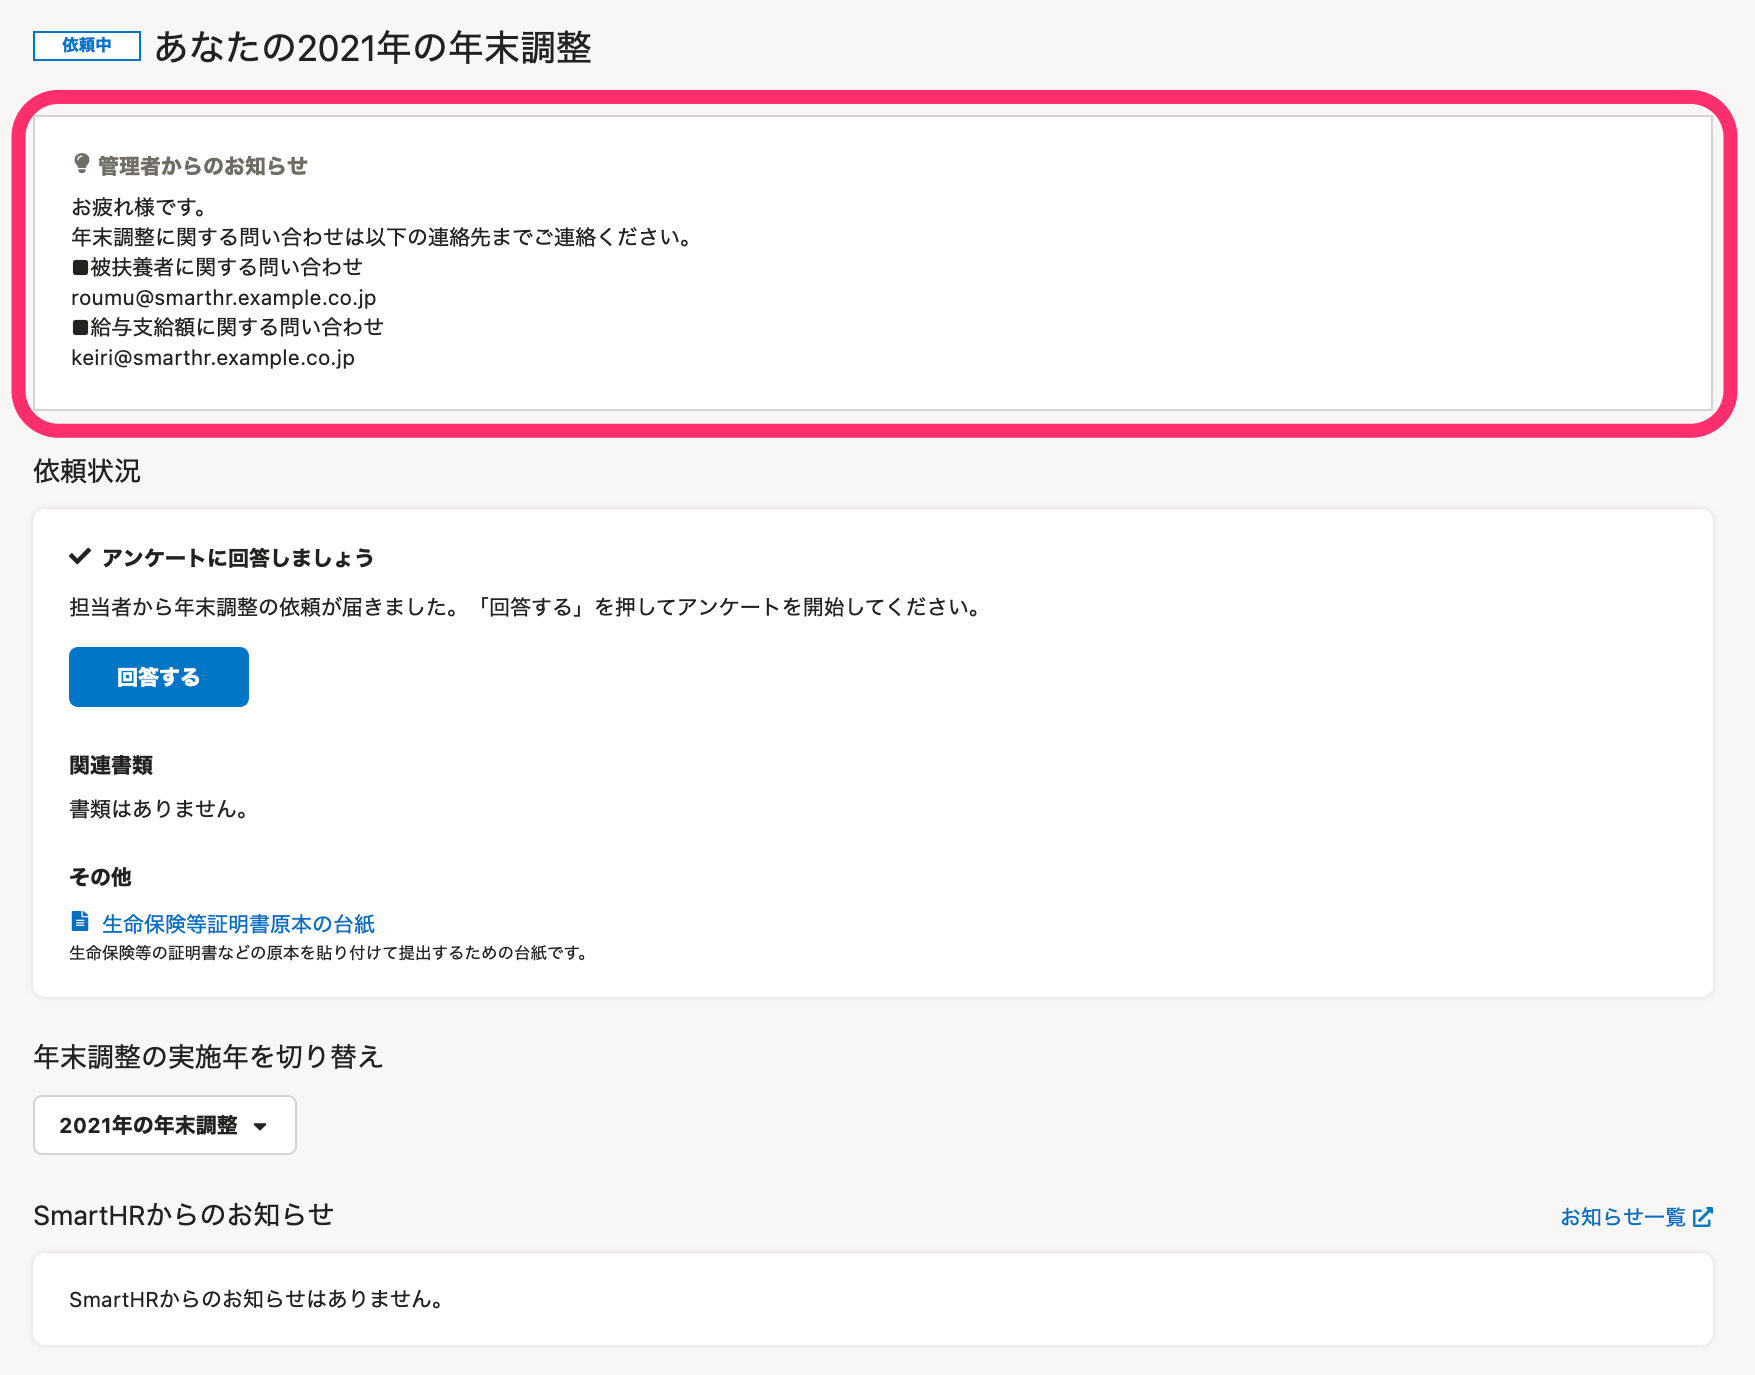 依頼中 あなたの2021年の年末調整
管理者からのお知らせ
お疲れ様です。
年末調整に関する問い合わせは以下の連絡先までご連絡ください。
■被扶養者に関する問い合わせ
roumu@smarthr.example.co.jp
■給与支給額に関する問い合わせ
keiri@smarthr.example.co.jp
依頼状況
アンケートに回答しましょう
担当者から年末調整の依頼が届きました。「回答する」を押してアンケートを開始してください。
回答する
関連書類
書類はありません。
その他
生命保険等証明書原本の台紙
生命保険等の証明書などの原本を貼り付けて提出するための台紙です。
年末調整の実施年を切り替え
2021年の年末調整
SmartHRからのお知らせ
お知らせ一覧
SmartHRからのお知らせはありません。